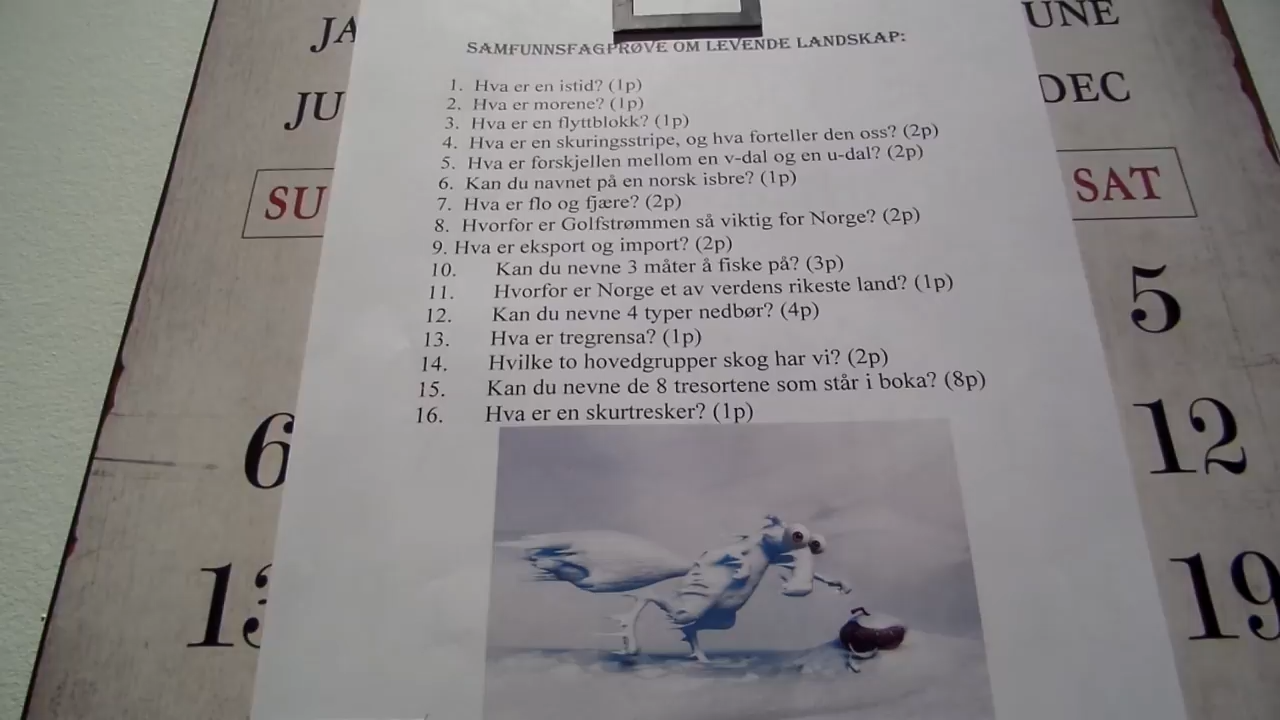 JA
UNE
JU
DEC
SU
SAT
5
6
12
13
19
SAMFUNNSFAGPRØVE OM LEVENDE LANDSKAP:
1. Hva er en istid? (1p)
2. Hva er morene? (1p)
3. Hva er en flyttblokk? (1p)
4. Hva er en skuringsstripe, og hva forteller den oss? (2p)
5. Hva er forskjellen mellom en v-dal og en u-dal? (2p)
6. Kan du navnet på en norsk isbre? (1p)
7. Hva er flo og fjære? (2p)
8. Hvorfor er Golfstrømmen så viktig for Norge? (2p)
9. Hva er eksport og import? (2p)
10. Kan du nevne 3 måter å fiske på? (3p)
11. Hvorfor er Norge et av verdens rikeste land? (1p)
12. Kan du nevne 4 typer nedbør? (4p)
13. Hva er tregrensa? (1p)
14. Hvilke to hovedgrupper skog har vi? (2p)
15. Kan du nevne de 8 tresortene som står i boka? (8p)
16. Hva er en skurtresker? (1p)